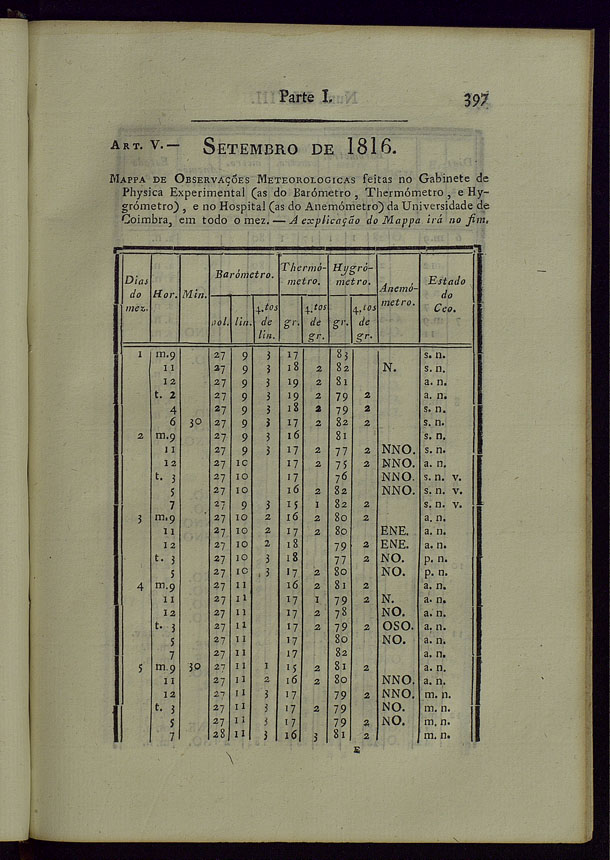 Parte I.
397
ART. V.— SETEMBRO DE 1816.
MAPPA DE OBSERVAÇÕES METEOROLOGICAS feitas no Gabinete de
Physica Experimental (as do Barómetro, Thermómetro, e Hy-
grómetro), e no Hospital (as do Anemómetro) da Universidade de
Coimbra, em todo o mez. — A explicação do Mappa irá no fim.
Dias do mez. Hor. Min. Barómetro. Thermó-metro. Hygró-metro. Anemó-metro. Estado do Ceo.
pol. lin. 4.tos de lin. gr. 4.tos de gr. gr. 4.tos de gr.
1 m.9 27 9 3 17 83 s. n.
11 27 9 3 18 2 82 N. s. n.
12 27 9 3 19 2 81 a. n.
t. 2 27 9 3 19 2 79 2 a. n.
4 27 9 3 18 2 79 2 s. n.
6 30 27 9 3 17 2 82 2 s. n.
2 m.9 27 9 3 16 81 s. n.
11 27 9 3 17 2 77 2 NNO. s. n.
12 27 10 17 2 75 2 NNO. a. n.
t. 3 27 10 17 76 NNO. s. n. v.
5 27 10 16 2 82 NNO. s. n. v.
7 27 9 3 15 1 82 2 s. n. v.
3 m.9 27 10 2 16 2 80 2 a. n.
11 27 10 2 17 2 80 ENE. a. n.
12 27 10 2 18 79 2 ENE. a. n.
t. 3 27 10 3 18 77 2 NO. p. n.
5 27 10 3 17 2 80 NO. p. n.
4 m.9 27 11 16 2 81 2 a. n.
11 27 11 17 1 79 2 N. a. n.
12 27 11 17 2 78 NO. a. n.
t. 3 27 11 17 2 79 2 OSO. a. n.
5 27 11 17 80 NO. a. n.
7 27 11 17 82 a. n.
5 m.9 30 27 11 1 15 2 81 2 a. n.
11 27 11 2 16 2 80 NNO. a. n.
12 27 11 3 17 79 2 NNO. m. n.
t. 3 27 11 3 17 2 79 NO. m. n.
5 27 11 3 17 79 2 NO. m. n.
7 28 11 3 16 3 81 2 m. n.
E